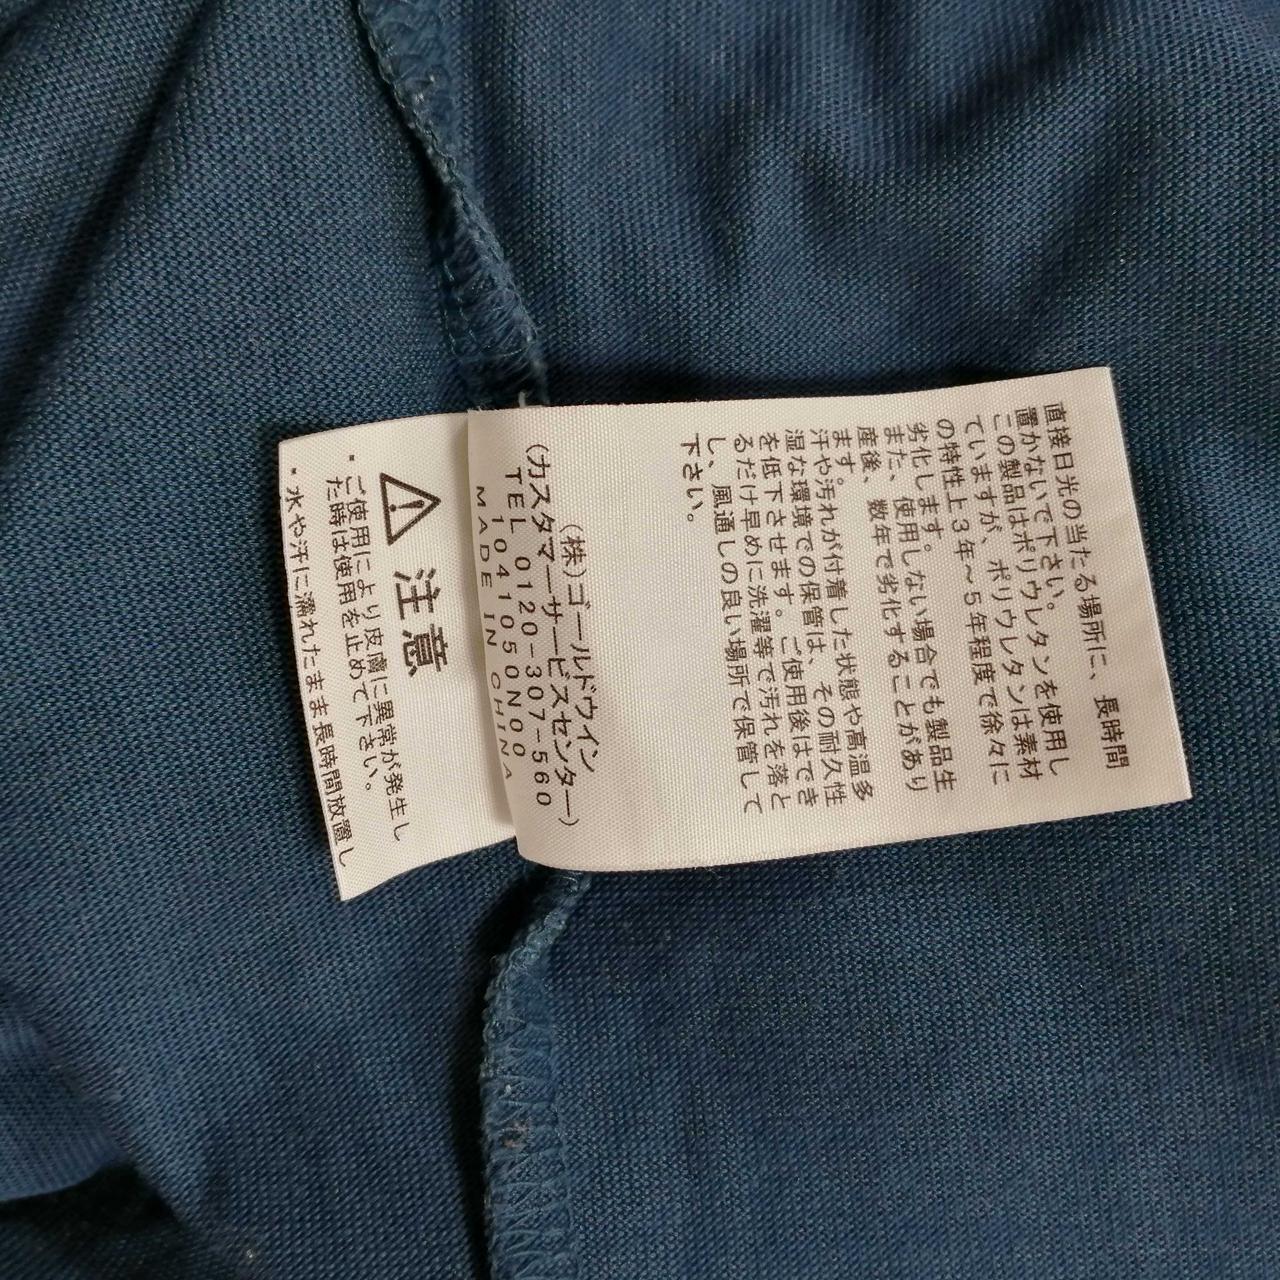 直接日光の当たる場所に、長時間
置かないで下さい。
この製品はポリウレタンを使用し
ていますが、ポリウレタンは素材
の特性上3年～5年程度で徐々に
劣化します。
また、使用しない場合でも製品生
産後、数年で劣化することがあり
ます。
汗や汚れが付着した状態や高温多
湿な環境での保管は、その耐久性
を低下させます。ご使用後はでき
るだけ早めに洗濯等で汚れを落と
し、風通しの良い場所で保管して
下さい。
(株)ゴールドウイン
(カスタマーサービスセンター)
TEL 0120-307-560
1041050N00
MADE IN CHINA
注意
・ご使用により皮膚に異常が発生し
た時は使用を止めて下さい。
・水や汗に濡れたまま長時間放置し